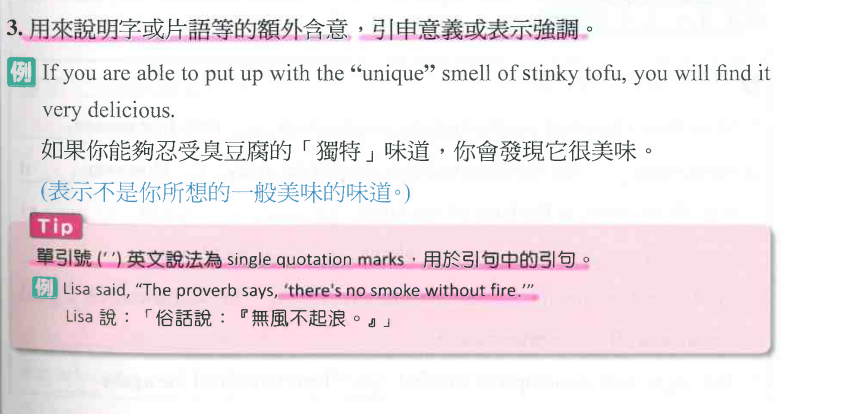 3. 用來說明字或片語等的額外含意，引申意義或表示強調。
例 If you are able to put up with the “unique” smell of stinky tofu, you will find it
very delicious.
如果你能夠忍受臭豆腐的「獨特」味道，你會發現它很美味。
(表示不是你所想的一般美味的味道。)
Tip
單引號 (‘ ’) 英文說法為 single quotation marks，用於引句中的引句。
例 Lisa said, “The proverb says, ‘there's no smoke without fire.’”
Lisa 說：「俗話說：『無風不起浪。』」